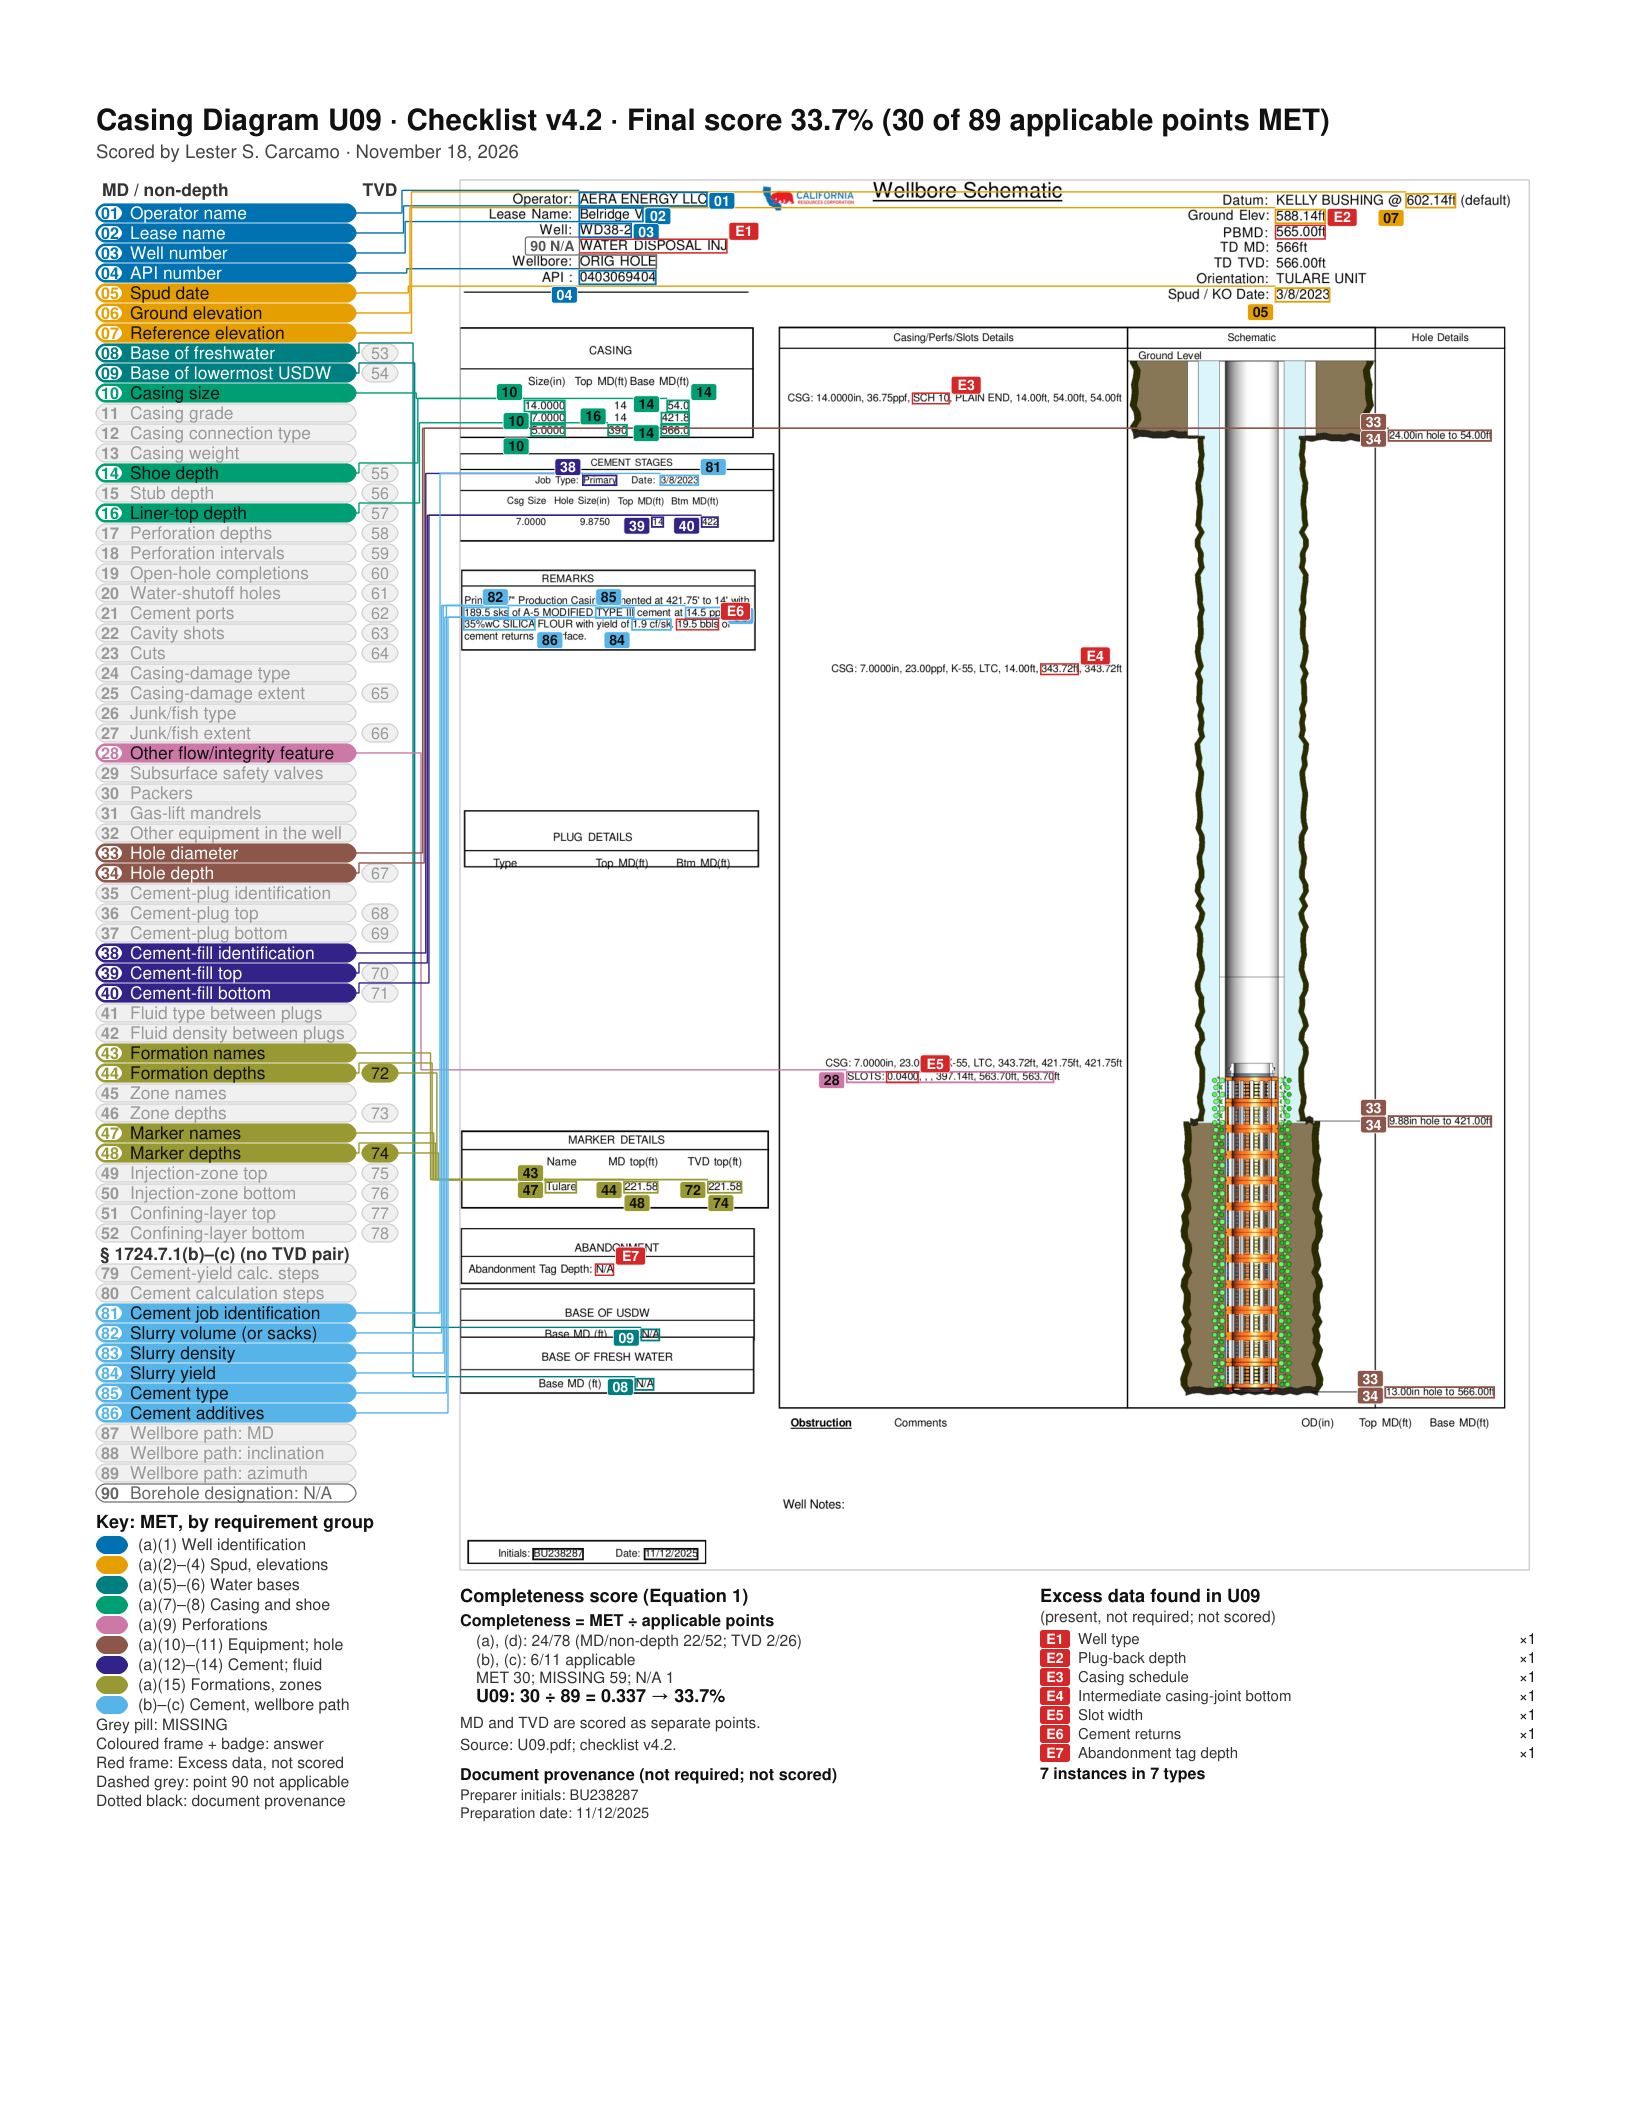 Casing Diagram U09 · Checklist v4.2 · Final score 33.7% (30 of 89 applicable points MET)
Scored by Lester S. Carcamo · November 18, 2026
MD / non-depth TVD
01 Operator name
02 Lease name
03 Well number
04 API number
05 Spud date
06 Ground elevation
07 Reference elevation
08 Base of freshwater 53
09 Base of lowermost USDW 54
10 Casing size
11 Casing grade
12 Casing connection type
13 Casing weight
14 Shoe depth 55
15 Stub depth 56
16 Liner-top depth 57
17 Perforation depths 58
18 Perforation intervals 59
19 Open-hole completions 60
20 Water-shutoff holes 61
21 Cement ports 62
22 Cavity shots 63
23 Cuts 64
24 Casing-damage type
25 Casing-damage extent 65
26 Junk/fish type
27 Junk/fish extent 66
28 Other flow/integrity feature
29 Subsurface safety valves
30 Packers
31 Gas-lift mandrels
32 Other equipment in the well
33 Hole diameter
34 Hole depth 67
35 Cement-plug identification
36 Cement-plug top 68
37 Cement-plug bottom 69
38 Cement-fill identification
39 Cement-fill top 70
40 Cement-fill bottom 71
41 Fluid type between plugs
42 Fluid density between plugs
43 Formation names
44 Formation depths 72
45 Zone names
46 Zone depths 73
47 Marker names
48 Marker depths 74
49 Injection-zone top 75
50 Injection-zone bottom 76
51 Confining-layer top 77
52 Confining-layer bottom 78
§ 1724.7.1(b)–(c) (no TVD pair)
79 Cement-yield calc. steps
80 Cement calculation steps
81 Cement job identification
82 Slurry volume (or sacks)
83 Slurry density
84 Slurry yield
85 Cement type
86 Cement additives
87 Wellbore path: MD
88 Wellbore path: inclination
89 Wellbore path: azimuth
90 Borehole designation: N/A
Key: MET, by requirement group
(a)(1) Well identification
(a)(2)–(4) Spud, elevations
(a)(5)–(6) Water bases
(a)(7)–(8) Casing and shoe
(a)(9) Perforations
(a)(10)–(11) Equipment; hole
(a)(12)–(14) Cement; fluid
(a)(15) Formations, zones
(b)–(c) Cement, wellbore path
Grey pill: MISSING
Coloured frame + badge: answer
Red frame: Excess data, not scored
Dashed grey: point 90 not applicable
Dotted black: document provenance
Operator: AERA ENERGY LLC 01
Lease Name: Belridge V 02
Well: WD38-2 03 E1
90 N/A WATER DISPOSAL INJ
Wellbore: ORIG HOLE
API : 0403069404
04
CALIFORNIA
RESOURCES CORPORATION
Wellbore Schematic
Datum: KELLY BUSHING @ 602.14ft (default)
Ground Elev: 588.14ft E2 07
PBMD: 565.00ft
TD MD: 566ft
TD TVD: 566.00ft
Orientation: TULARE UNIT
Spud / KO Date: 3/8/2023
05
CASING
Size(in) Top MD(ft) Base MD(ft)
10 14
14.0000 14 14 54.0
10 7.0000 16 14 421.8
5.0000 390 14 566.0
10
CEMENT STAGES
38 81
Job Type: Primary Date: 3/8/2023
Csg Size Hole Size(in) Top MD(ft) Btm MD(ft)
7.0000 9.8750 39 14 40 422
REMARKS
82 85
7" Production Casin mented at 421.75' to 14' with
189.5 sks of A-5 MODIFIED TYPE III cement at 14.5 pp E6
35%wC SILICA FLOUR with yield of 1.9 cf/sk. 19.5 bbls of
cement returns 86 face. 84
PLUG DETAILS
Type Top MD(ft) Btm MD(ft)
MARKER DETAILS
Name MD top(ft) TVD top(ft)
43
47 Tulare 44 221.58 72 221.58
48 74
ABANDONMENT
E7
Abandonment Tag Depth: N/A
BASE OF USDW
Base MD (ft) 09 N/A
BASE OF FRESH WATER
Base MD (ft) 08 N/A
Initials: BU238287 Date: 11/12/2025
Casing/Perfs/Slots Details Schematic Hole Details
Ground Level
E3
CSG: 14.0000in, 36.75ppf, SCH 10, PLAIN END, 14.00ft, 54.00ft, 54.00ft
33
34 24.00in hole to 54.00ft
E4
CSG: 7.0000in, 23.00ppf, K-55, LTC, 14.00ft, 343.72ft, 343.72ft
CSG: 7.0000in, 23.0 E5 K-55, LTC, 343.72ft, 421.75ft, 421.75ft
28 SLOTS: 0.0400, , , 397.14ft, 563.70ft, 563.70ft
33
34 9.88in hole to 421.00ft
33
34 13.00in hole to 566.00ft
Obstruction Comments OD(in) Top MD(ft) Base MD(ft)
Well Notes:
Completeness score (Equation 1)
Completeness = MET ÷ applicable points
(a), (d): 24/78 (MD/non-depth 22/52; TVD 2/26)
(b), (c): 6/11 applicable
MET 30; MISSING 59; N/A 1
U09: 30 ÷ 89 = 0.337 → 33.7%
MD and TVD are scored as separate points.
Source: U09.pdf; checklist v4.2.
Document provenance (not required; not scored)
Preparer initials: BU238287
Preparation date: 11/12/2025
Excess data found in U09
(present, not required; not scored)
E1 Well type ×1
E2 Plug-back depth ×1
E3 Casing schedule ×1
E4 Intermediate casing-joint bottom ×1
E5 Slot width ×1
E6 Cement returns ×1
E7 Abandonment tag depth ×1
7 instances in 7 types